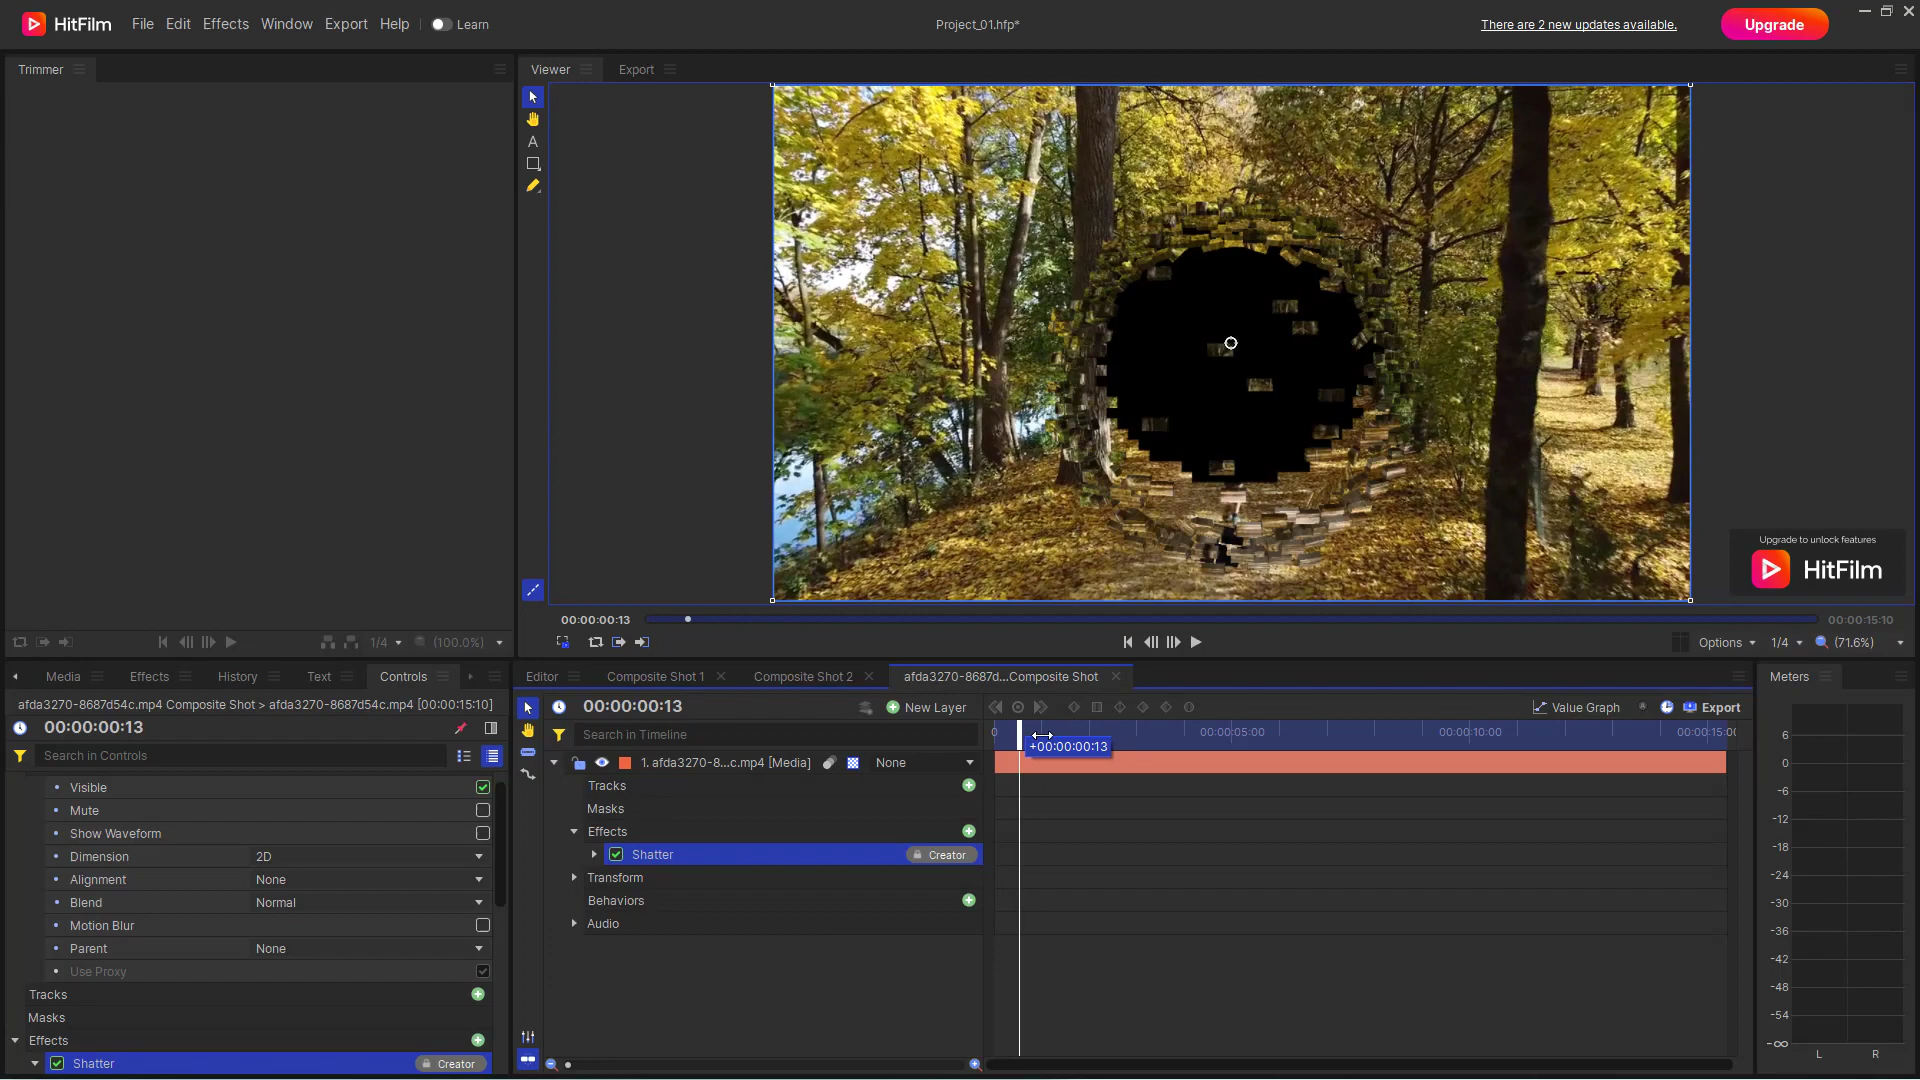 HitFilm File Edit Effects Window Export Help Learn Project_01.hfp* There are 2 new updates available. Upgrade
Trimmer Viewer Export
A
Upgrade to unlock features
HitFilm
00:00:00:13 00:00:15:10
1/4 (100.0%) Options 1/4 (71.6%)
Media Effects History Text Controls Editor Composite Shot 1 Composite Shot 2 afda3270-8687d...Composite Shot Meters
afda3270-8687d54c.mp4 Composite Shot > afda3270-8687d54c.mp4 [00:00:15:10]
00:00:00:13
00:00:00:13 New Layer Value Graph Export
Search in Controls
Search in Timeline
0 00:00:05:00 00:00:10:00 00:00:15:0
+00:00:00:13
1. afda3270-8...c.mp4 [Media] None
Tracks
Masks
Effects
Shatter Creator
Transform
Behaviors
Audio
Visible
Mute
Show Waveform
Dimension 2D
Alignment None
Blend Normal
Motion Blur
Parent None
Use Proxy
Tracks
Masks
Effects
Shatter Creator
6
0
-6
-12
-18
-24
-30
-36
-42
-48
-54
-∞
L R